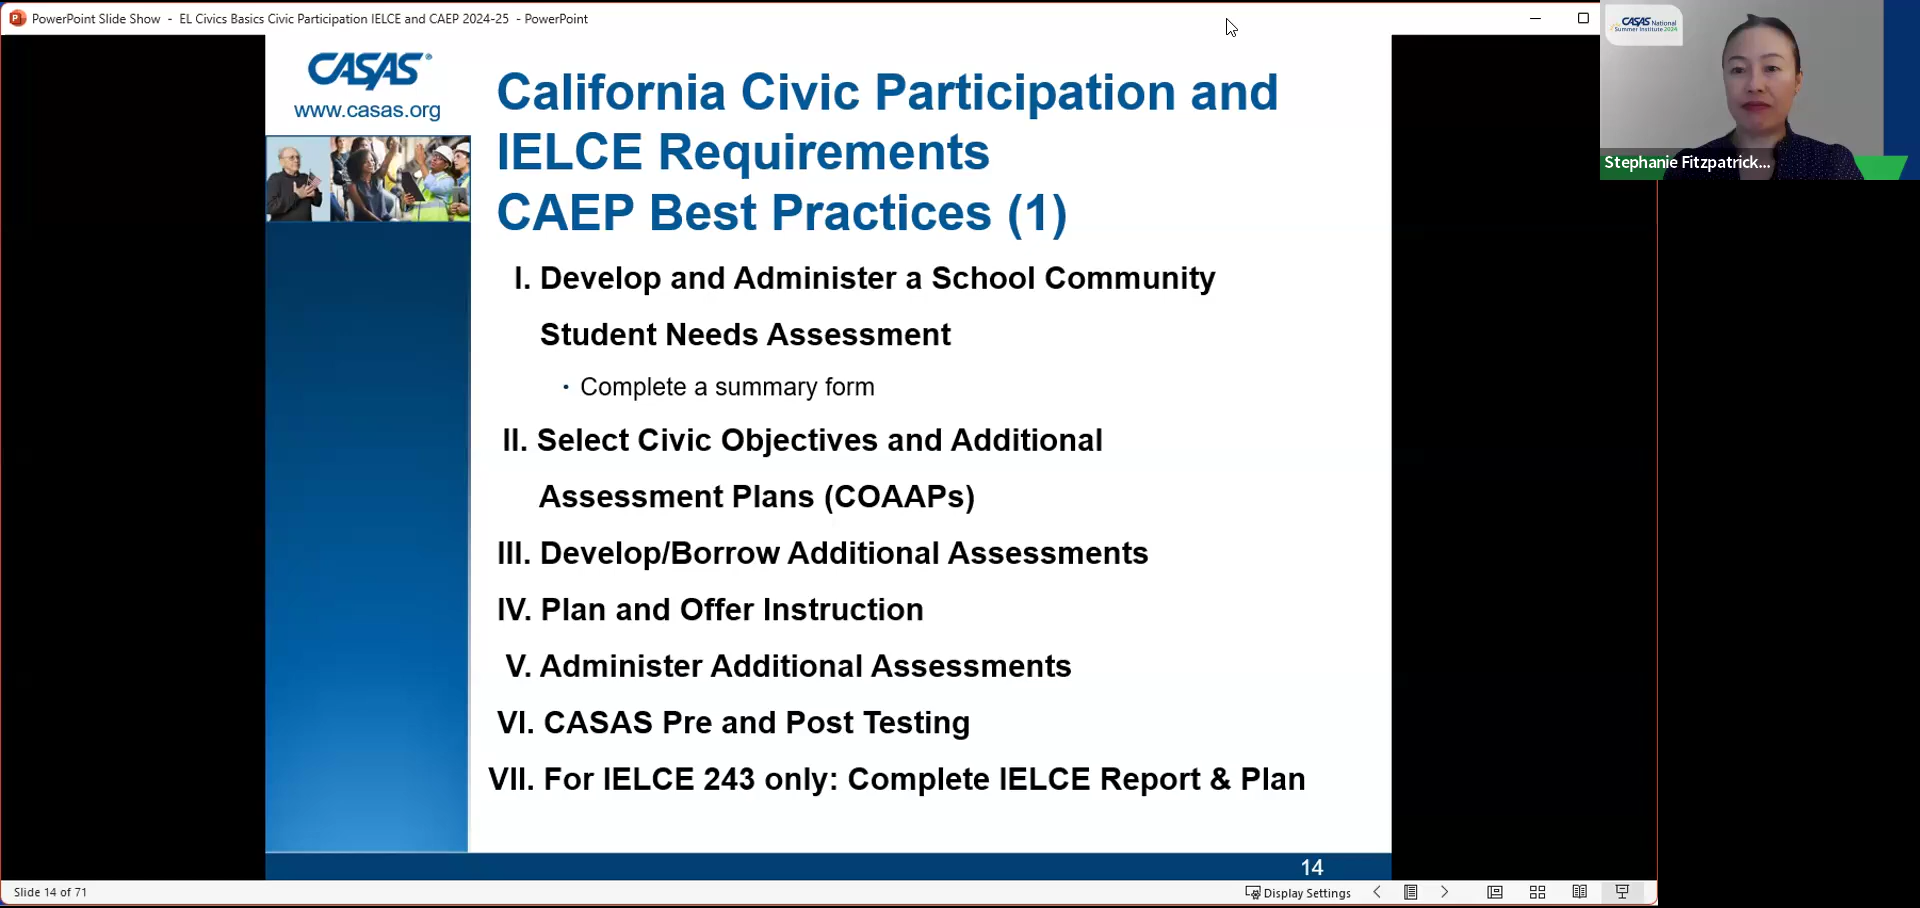 PowerPoint Slide Show - EL Civics Basics Civic Participation IELCE and CAEP 2024-25 - PowerPoint
CASAS®
www.casas.org
California Civic Participation and
IELCE Requirements
CAEP Best Practices (1)
I. Develop and Administer a School Community
Student Needs Assessment
• Complete a summary form
II. Select Civic Objectives and Additional
Assessment Plans (COAAPs)
III. Develop/Borrow Additional Assessments
IV. Plan and Offer Instruction
V. Administer Additional Assessments
VI. CASAS Pre and Post Testing
VII. For IELCE 243 only: Complete IELCE Report & Plan
14
CASAS National
Summer Institute 2024
Stephanie Fitzpatrick...
Slide 14 of 71
Display Settings